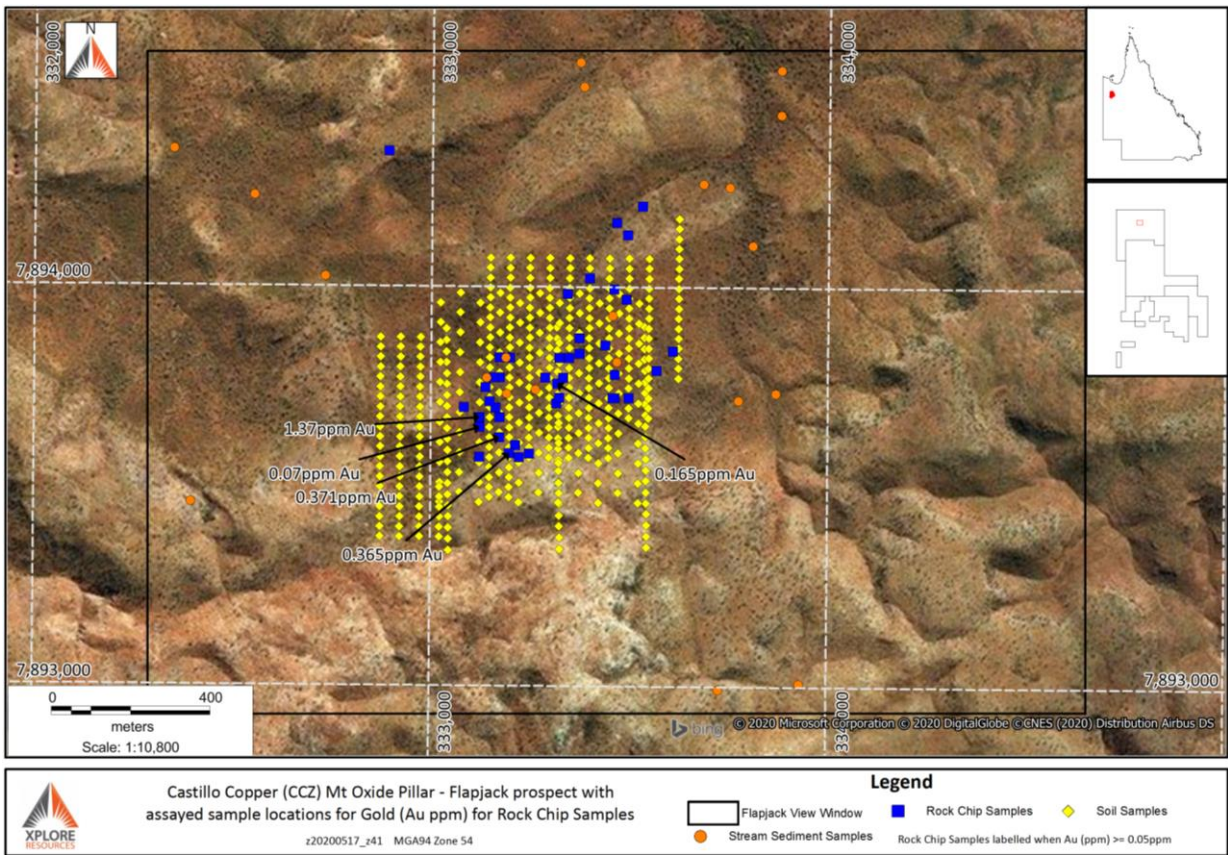 N
332,000
333,000
334,000
7,894,000
1.37ppm Au
0.07ppm Au
0.371ppm Au
0.165ppm Au
0.365ppm Au
7,893,000
7,893,000
0 400
meters
Scale: 1:10,800
333,000
334,000
bing © 2020 Microsoft Corporation © 2020 DigitalGlobe ©CNES (2020) Distribution Airbus DS
XPLORE
RESOURCES
Castillo Copper (CCZ) Mt Oxide Pillar - Flapjack prospect with
assayed sample locations for Gold (Au ppm) for Rock Chip Samples
z20200517_z41 MGA94 Zone 54
Legend
Flapjack View Window Rock Chip Samples Soil Samples
Stream Sediment Samples Rock Chip Samples labelled when Au (ppm) >= 0.05ppm